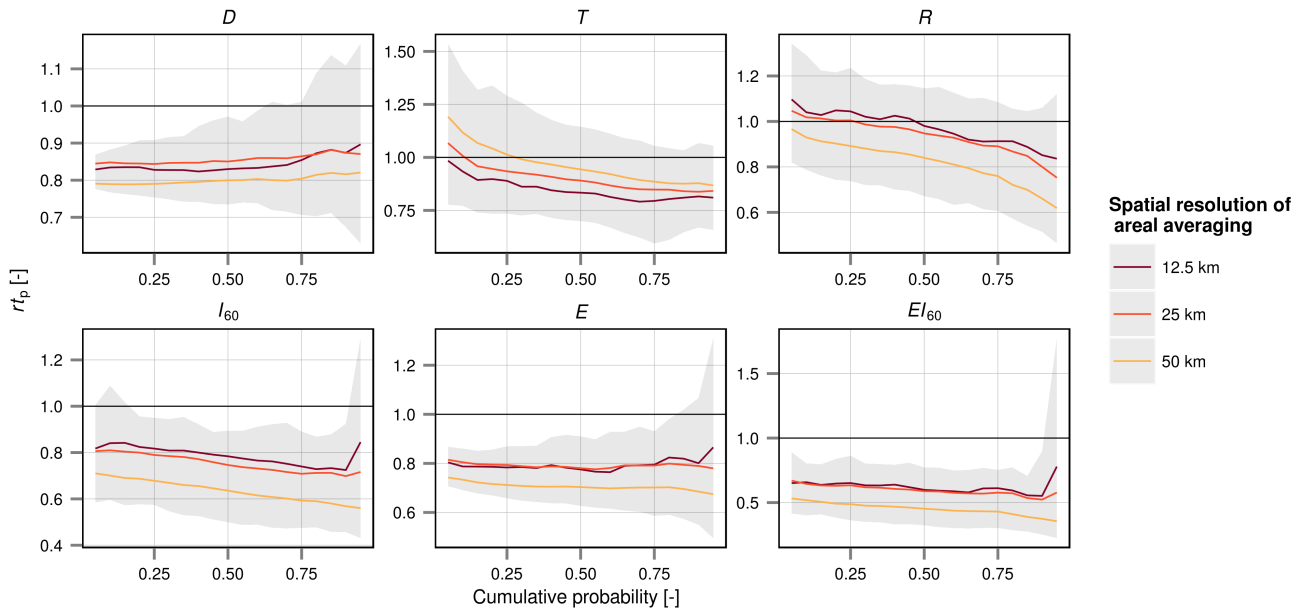 D T R
1.1
1.0
0.9
0.8
0.7
1.50
1.25
1.00
0.75
1.2
1.0
0.8
0.6
0.25 0.50 0.75
0.25 0.50 0.75
0.25 0.50 0.75
I60 E EI60
1.2
1.0
0.8
0.6
0.4
1.2
1.0
0.8
0.6
1.5
1.0
0.5
0.25 0.50 0.75
0.25 0.50 0.75
0.25 0.50 0.75
rtp [-]
Cumulative probability [-]
Spatial resolution of
areal averaging
12.5 km
25 km
50 km